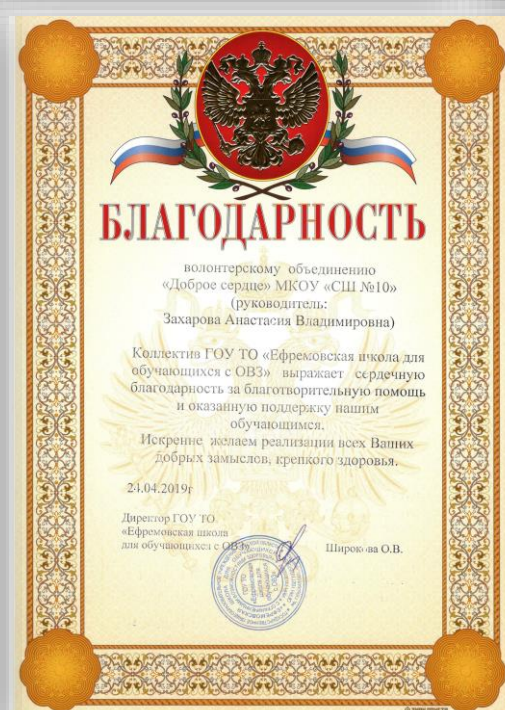 БЛАГОДАРНОСТЬ
волонтерскому объединению
«Доброе сердце» МКОУ «СШ №10»
(руководитель:
Захарова Анастасия Владимировна)
Коллектив ГОУ ТО «Ефремовская школа для
обучающихся с ОВЗ» выражает сердечную
благодарность за благотворительную помощь
и оказанную поддержку нашим
обучающимся.
Искренне желаем реализации всех Ваших
добрых замыслов, крепкого здоровья.
24.04.2019г
Директор ГОУ ТО
«Ефремовская школа
для обучающихся с ОВЗ»
Широкова О.В.